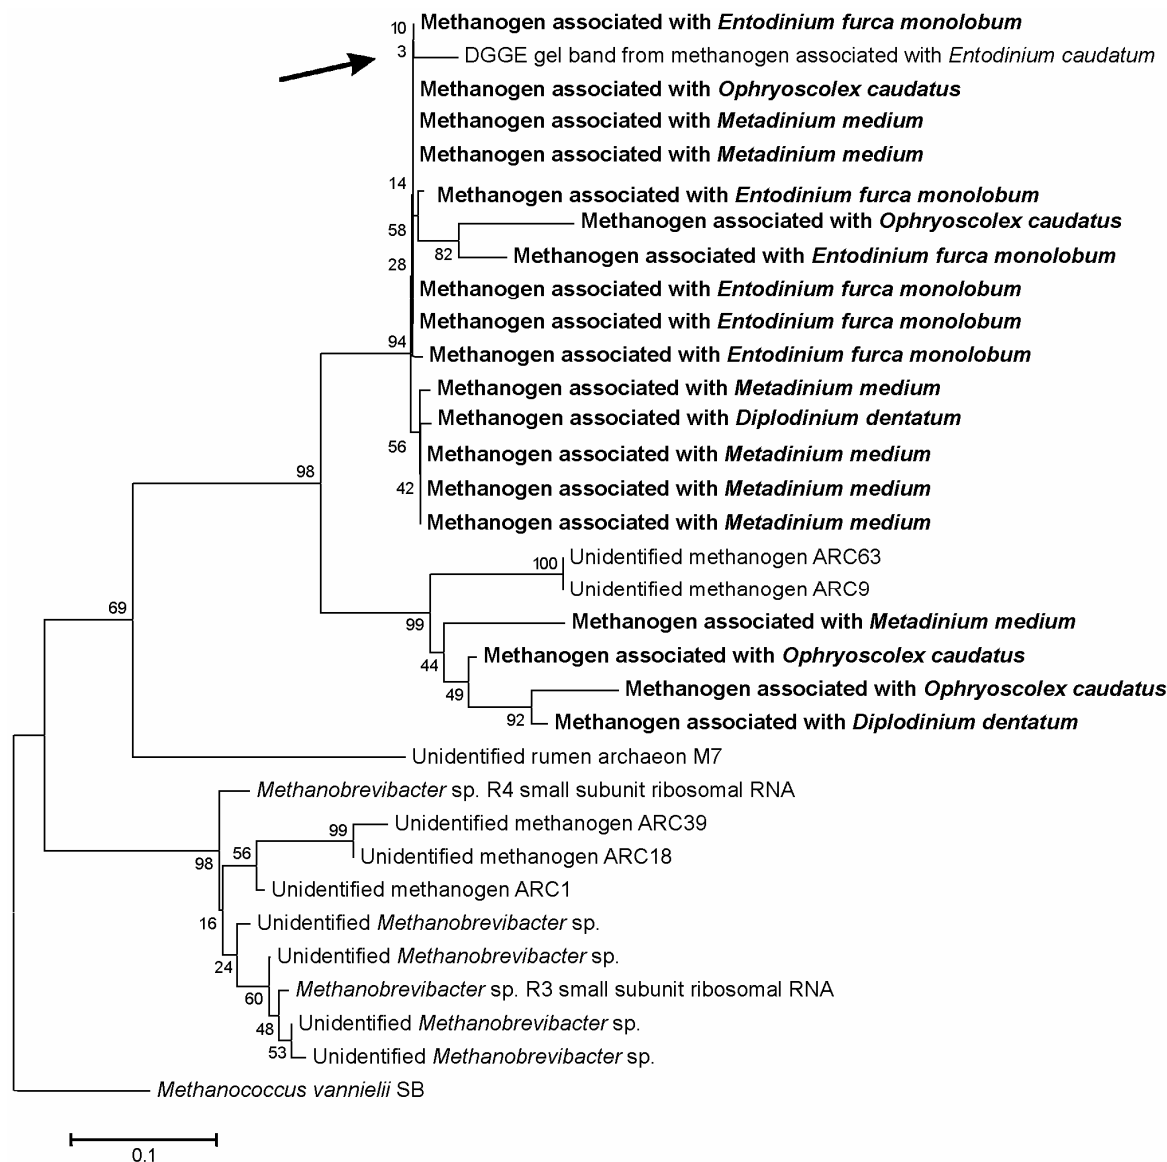 10 Methanogen associated with Entodinium furca monolobum
3 DGGE gel band from methanogen associated with Entodinium caudatum
Methanogen associated with Ophryoscolex caudatus
Methanogen associated with Metadinium medium
Methanogen associated with Metadinium medium
14
Methanogen associated with Entodinium furca monolobum
Methanogen associated with Ophryoscolex caudatus
58
82 Methanogen associated with Entodinium furca monolobum
28
Methanogen associated with Entodinium furca monolobum
Methanogen associated with Entodinium furca monolobum
94
Methanogen associated with Entodinium furca monolobum
Methanogen associated with Metadinium medium
Methanogen associated with Diplodinium dentatum
56
Methanogen associated with Metadinium medium
98
42 Methanogen associated with Metadinium medium
Methanogen associated with Metadinium medium
100 Unidentified methanogen ARC63
Unidentified methanogen ARC9
69
99 Methanogen associated with Metadinium medium
44 Methanogen associated with Ophryoscolex caudatus
49 Methanogen associated with Ophryoscolex caudatus
92 Methanogen associated with Diplodinium dentatum
Unidentified rumen archaeon M7
Methanobrevibacter sp. R4 small subunit ribosomal RNA
99 Unidentified methanogen ARC39
98 56 Unidentified methanogen ARC18
Unidentified methanogen ARC1
16 Unidentified Methanobrevibacter sp.
24 Unidentified Methanobrevibacter sp.
60 Methanobrevibacter sp. R3 small subunit ribosomal RNA
48 Unidentified Methanobrevibacter sp.
53 Unidentified Methanobrevibacter sp.
Methanococcus vannielii SB
0.1